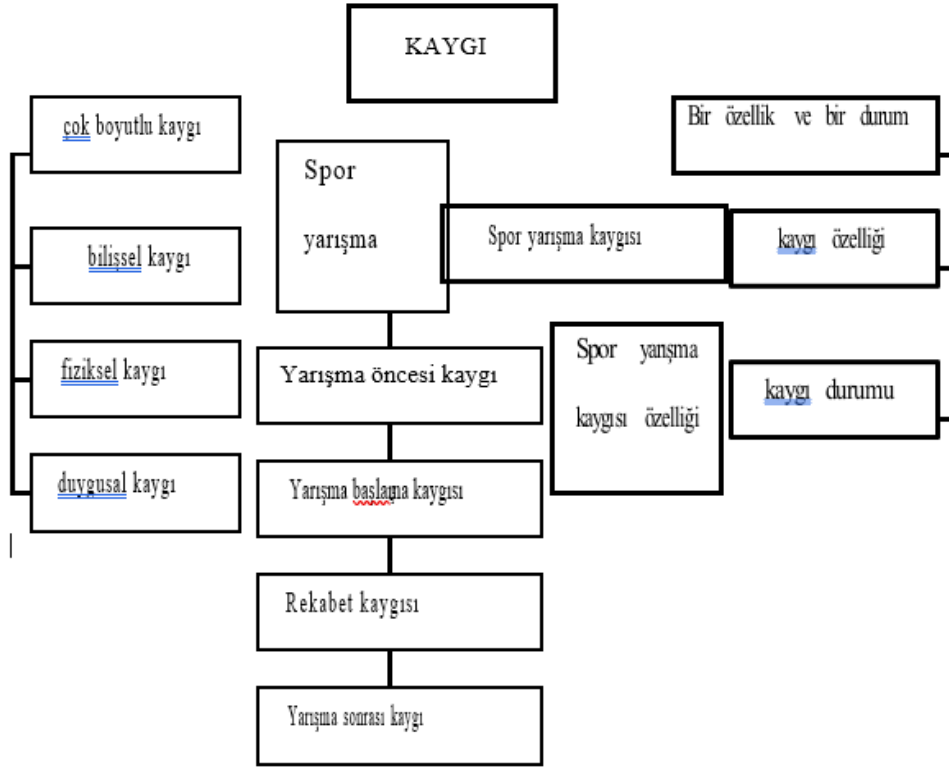 KAYGI
çok boyutlu kaygı
bilişsel kaygı
fiziksel kaygı
duygusal kaygı
Spor
yarışma
Spor yarışma kaygısı
Yarışma öncesi kaygı
Yarışma başlama kaygısı
Rekabet kaygısı
Yarışma sonrası kaygı
Bir özellik ve bir durum
kaygı özelliği
Spor yarışma
kaygısı özelliği
kaygı durumu